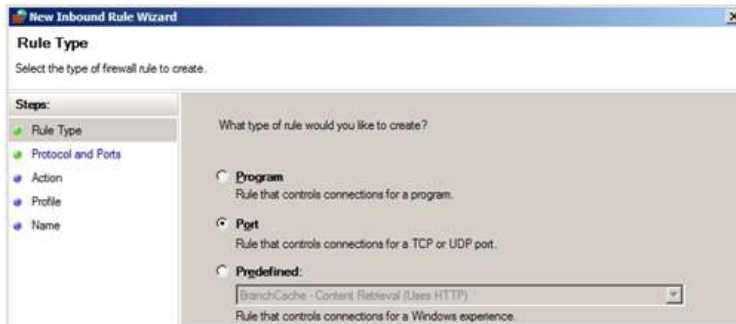 New Inbound Rule Wizard
Rule Type
Select the type of firewall rule to create.
Steps:
Rule Type
Protocol and Ports
Action
Profile
Name
What type of rule would you like to create?
Program
Rule that controls connections for a program.
Port
Rule that controls connections for a TCP or UDP port.
Predefined:
BranchCache - Content Retrieval (Uses HTTP)
Rule that controls connections for a Windows experience.